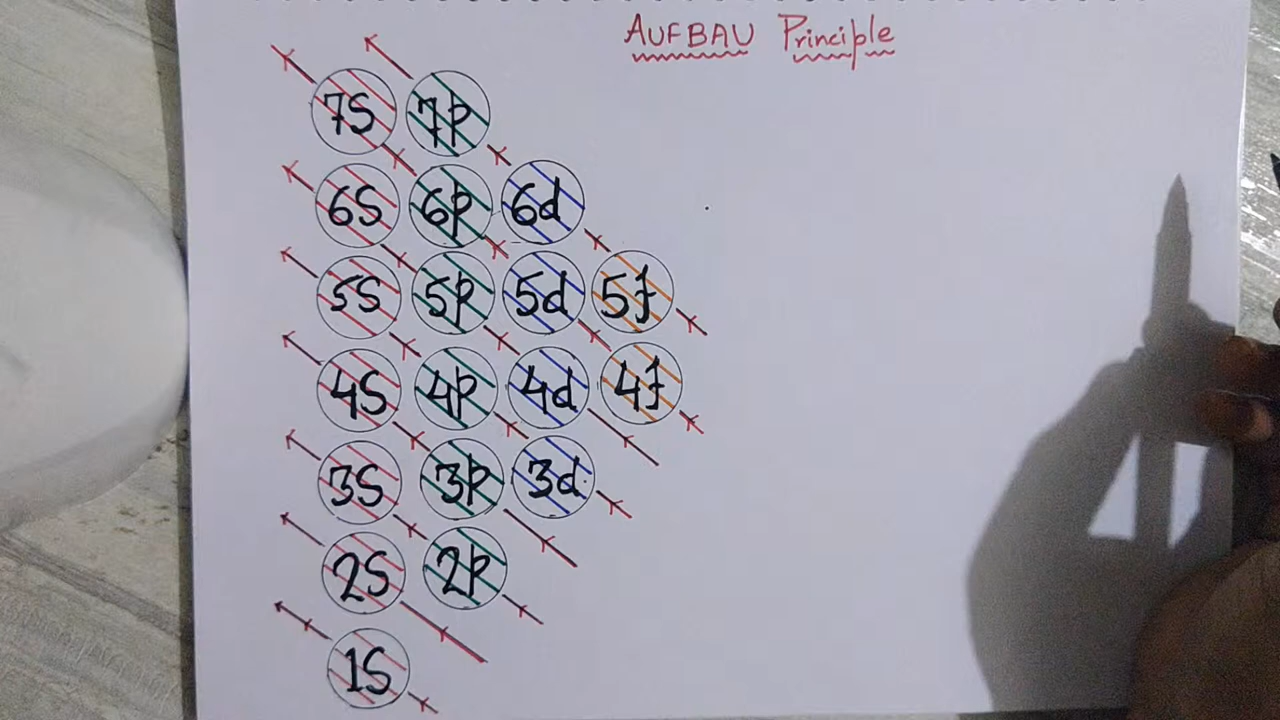 AUFBAU Principle
7S 7p
6S 6p 6d
5S 5p 5d 5f
4S 4p 4d 4f
3S 3p 3d
2S 2p
1S